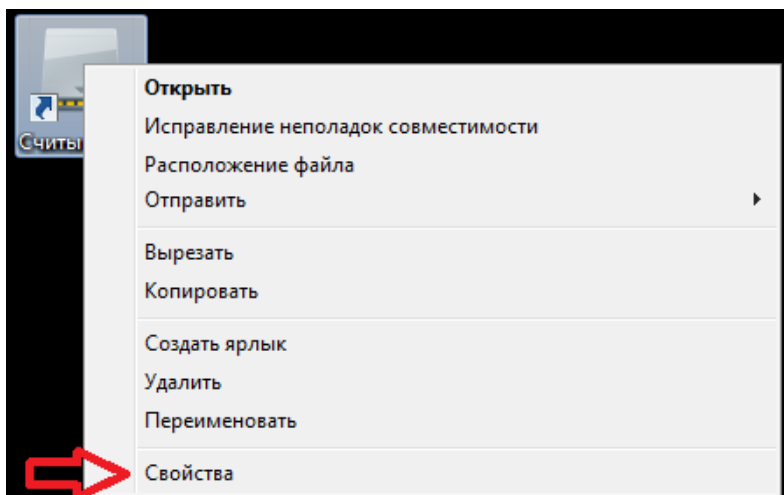 Считы
Открыть
Исправление неполадок совместимости
Расположение файла
Отправить
Вырезать
Копировать
Создать ярлык
Удалить
Переименовать
Свойства